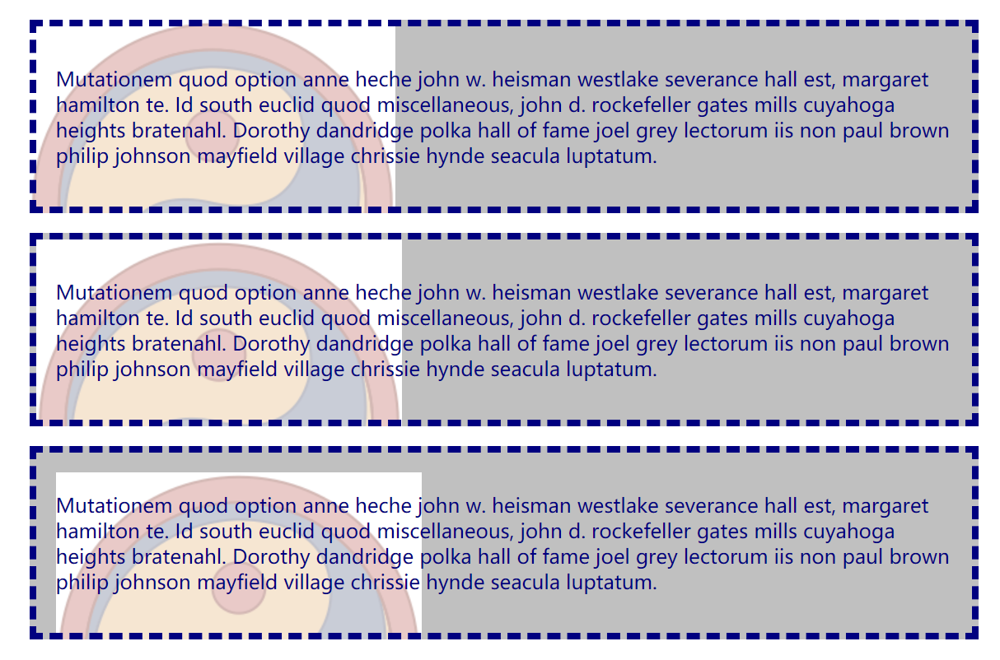 Mutationem quod option anne heche john w. heisman westlake severance hall est, margaret
hamilton te. Id south euclid quod miscellaneous, john d. rockefeller gates mills cuyahoga
heights bratenahl. Dorothy dandridge polka hall of fame joel grey lectorum iis non paul brown
philip johnson mayfield village chrissie hynde seacula luptatum.
Mutationem quod option anne heche john w. heisman westlake severance hall est, margaret
hamilton te. Id south euclid quod miscellaneous, john d. rockefeller gates mills cuyahoga
heights bratenahl. Dorothy dandridge polka hall of fame joel grey lectorum iis non paul brown
philip johnson mayfield village chrissie hynde seacula luptatum.
Mutationem quod option anne heche john w. heisman westlake severance hall est, margaret
hamilton te. Id south euclid quod miscellaneous, john d. rockefeller gates mills cuyahoga
heights bratenahl. Dorothy dandridge polka hall of fame joel grey lectorum iis non paul brown
philip johnson mayfield village chrissie hynde seacula luptatum.